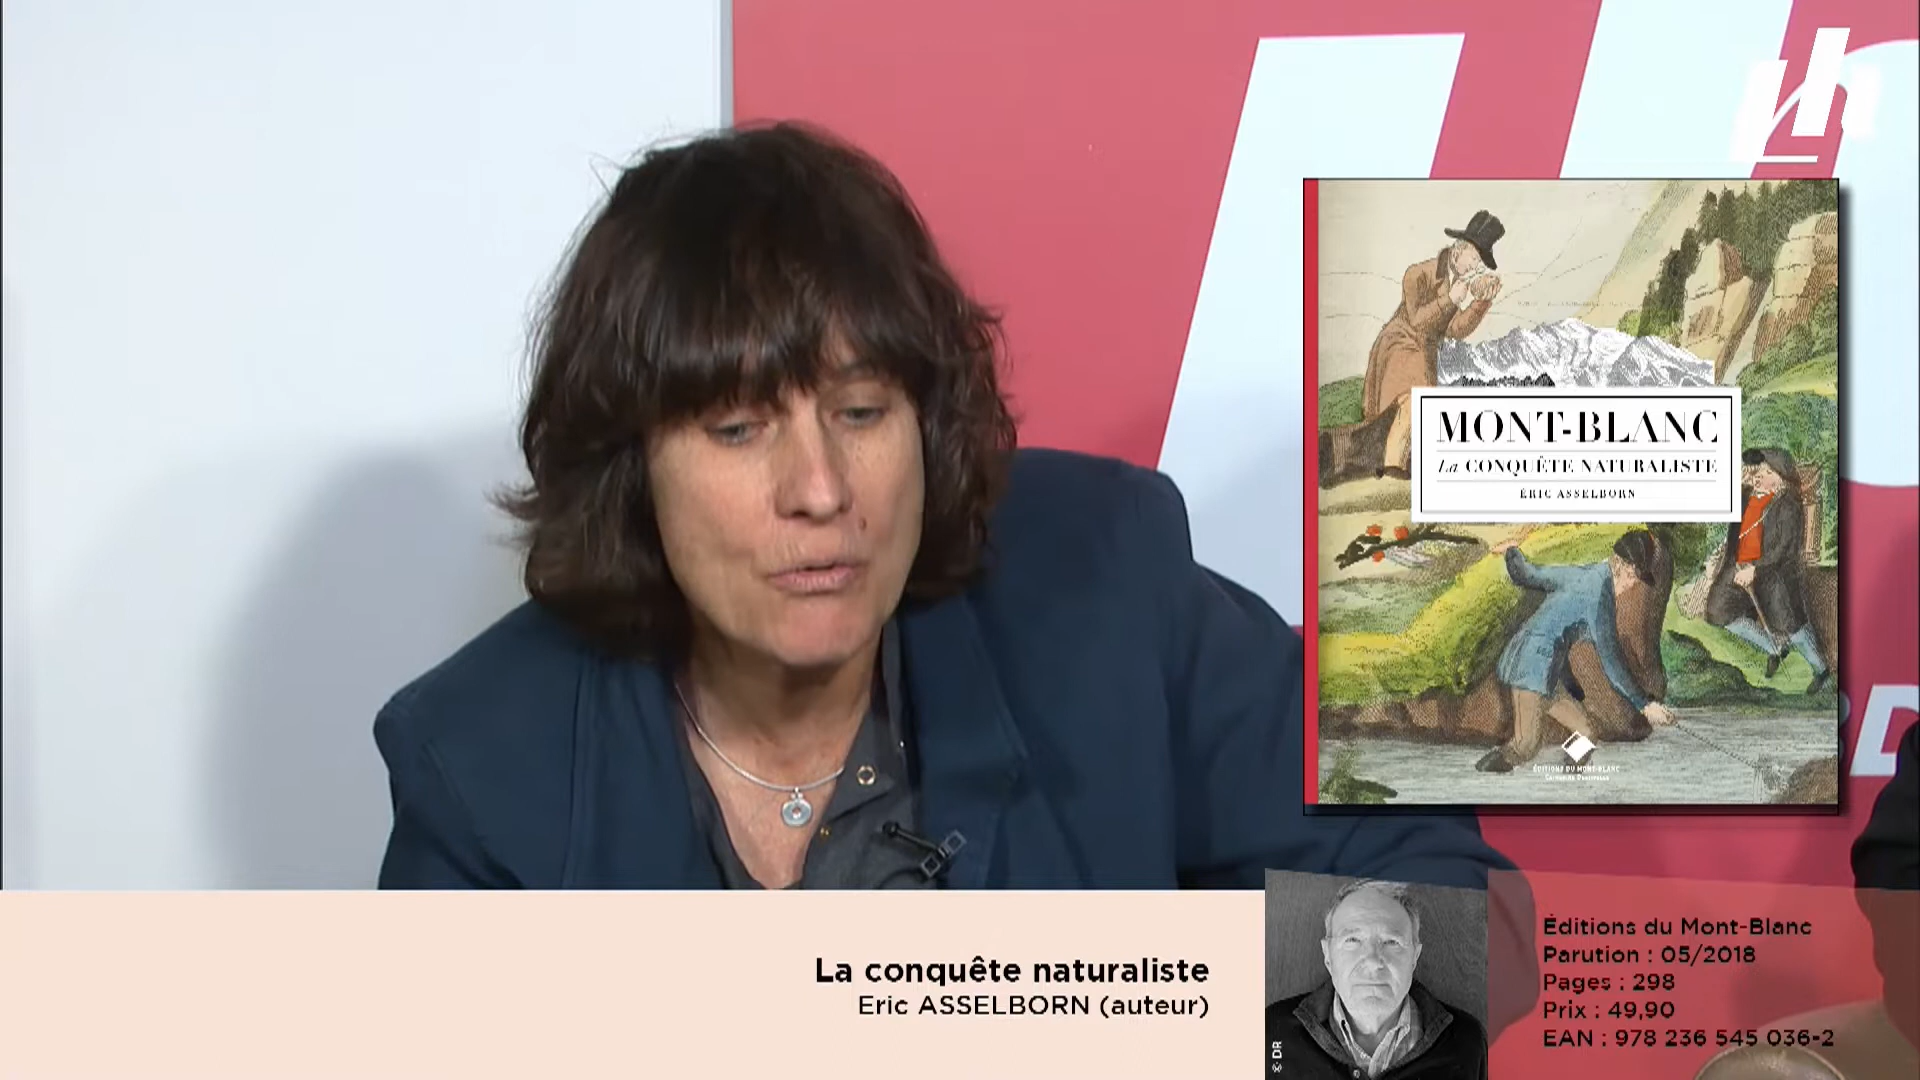 MONT-BLANC
La CONQUÊTE NATURALISTE
ÉRIC ASSELBORN
ÉDITIONS DU MONT-BLANC
La conquête naturaliste
Eric ASSELBORN (auteur)
© DR
Éditions du Mont-Blanc
Parution : 05/2018
Pages : 298
Prix : 49,90
EAN : 978 236 545 036-2